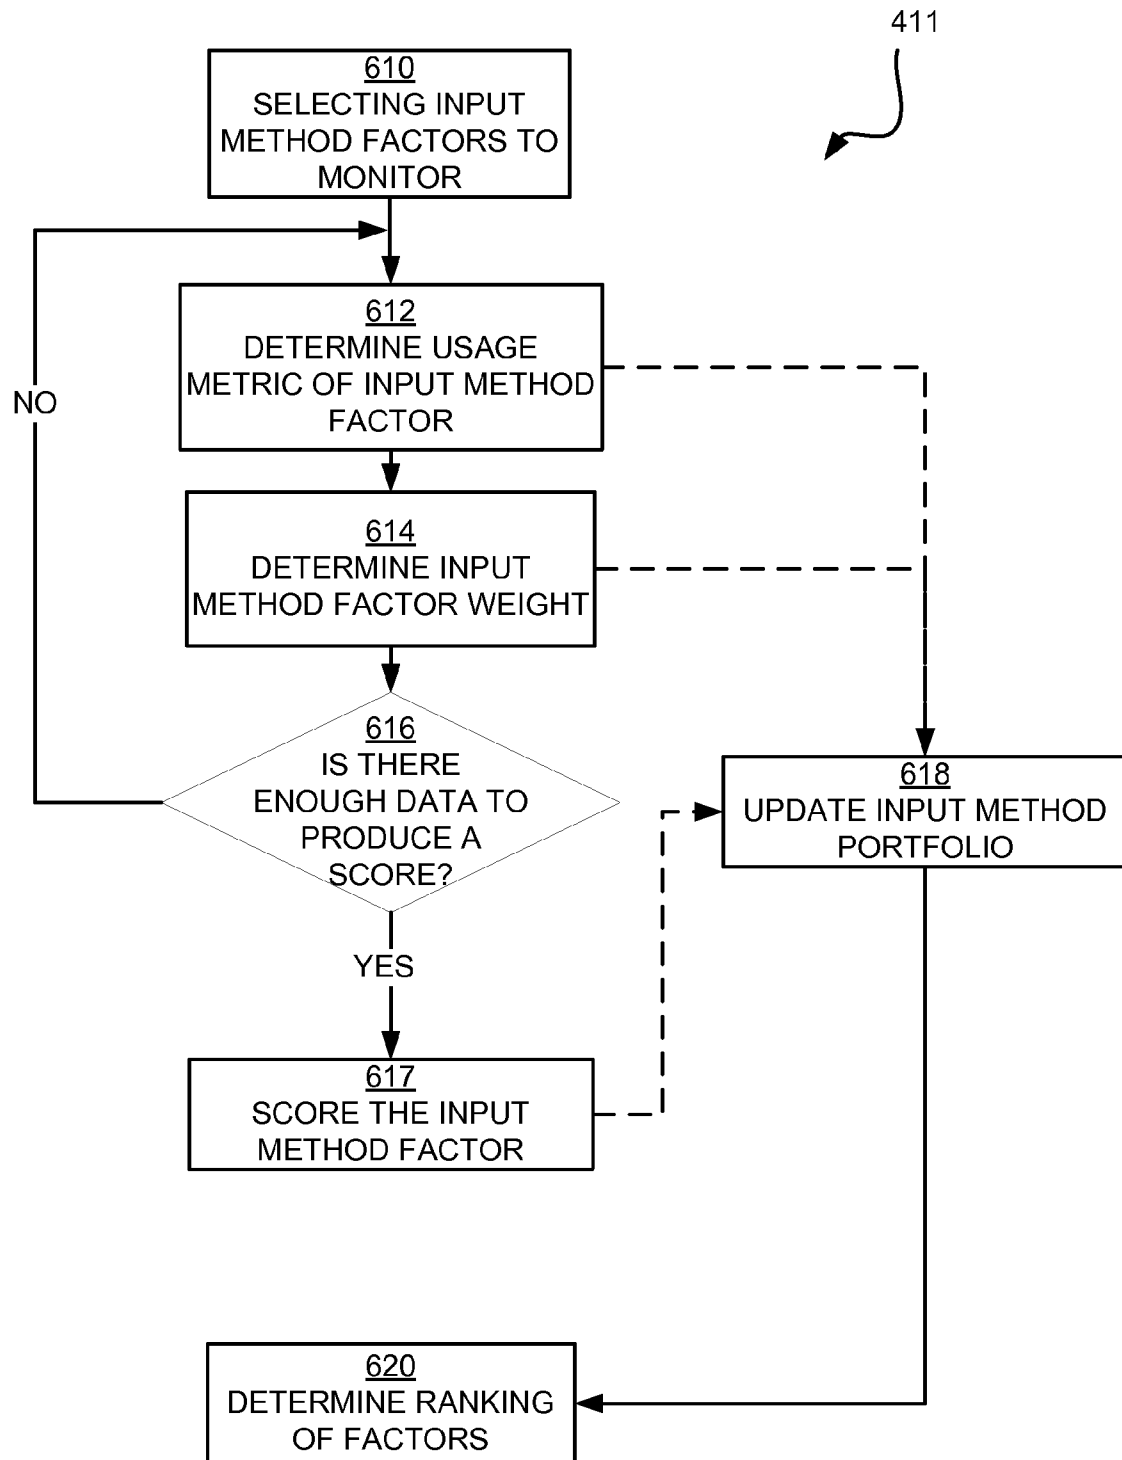 411
610
SELECTING INPUT
METHOD FACTORS TO
MONITOR
612
DETERMINE USAGE
METRIC OF INPUT METHOD
FACTOR
NO
614
DETERMINE INPUT
METHOD FACTOR WEIGHT
616
IS THERE
ENOUGH DATA TO
PRODUCE A
SCORE?
618
UPDATE INPUT METHOD
PORTFOLIO
YES
617
SCORE THE INPUT
METHOD FACTOR
620
DETERMINE RANKING
OF FACTORS